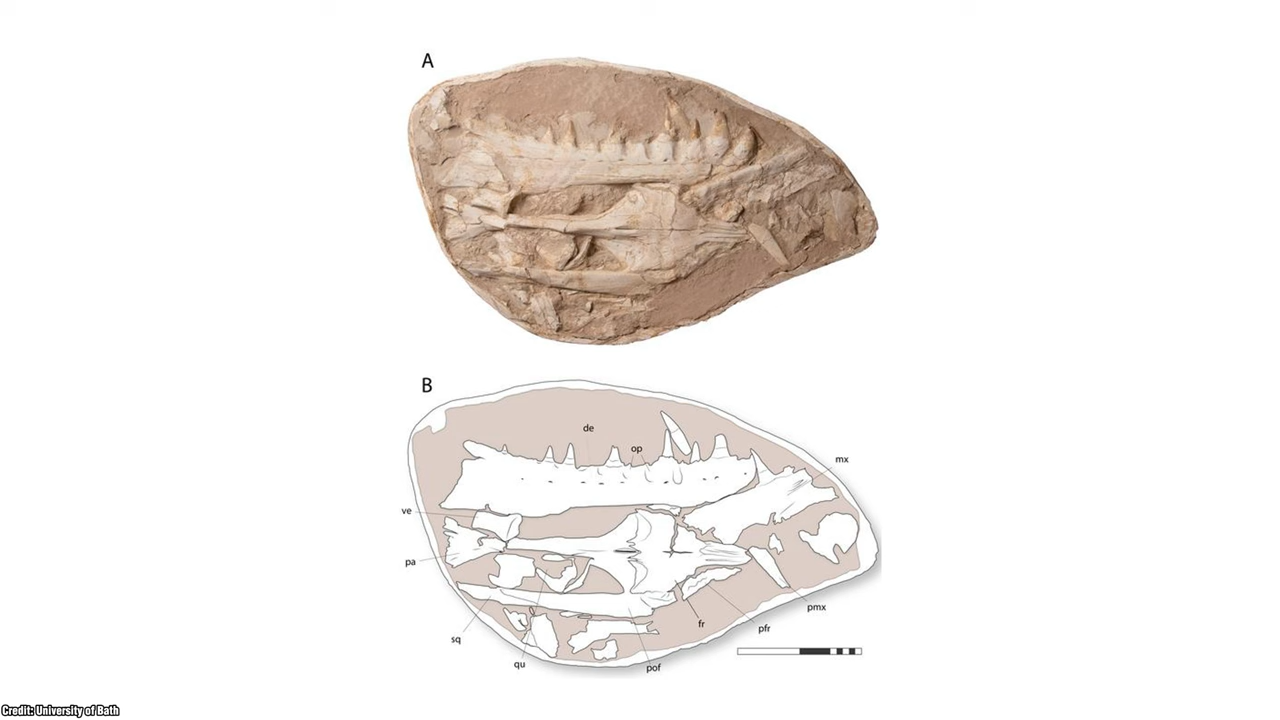 A
B
de
op
mx
ve
pa
pmx
fr
pfr
sq
qu
pof
Credit: University of Bath